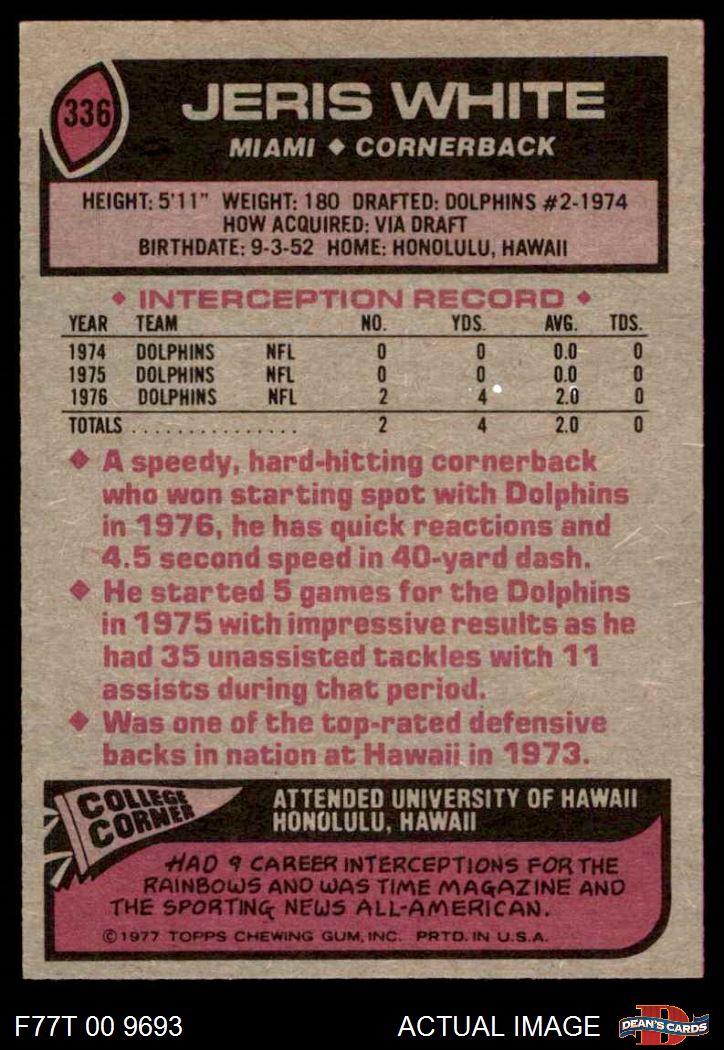 336
JERIS WHITE
MIAMI ◆ CORNERBACK
HEIGHT: 5'11" WEIGHT: 180 DRAFTED: DOLPHINS #2-1974
HOW ACQUIRED: VIA DRAFT
BIRTHDATE: 9-3-52 HOME: HONOLULU, HAWAII
◆ INTERCEPTION RECORD ◆
YEAR TEAM NO. YDS. AVG. TDS.
1974 DOLPHINS NFL 0 0 0.0 0
1975 DOLPHINS NFL 0 0 0.0 0
1976 DOLPHINS NFL 2 4 2.0 0
TOTALS . . . . . . . . . . . . . . . 2 4 2.0 0
◆ A speedy, hard-hitting cornerback
who won starting spot with Dolphins
in 1976, he has quick reactions and
4.5 second speed in 40-yard dash.
◆ He started 5 games for the Dolphins
in 1975 with impressive results as he
had 35 unassisted tackles with 11
assists during that period.
◆ Was one of the top-rated defensive
backs in nation at Hawaii in 1973.
COLLEGE
CORNER
ATTENDED UNIVERSITY OF HAWAII
HONOLULU, HAWAII
HAD 9 CAREER INTERCEPTIONS FOR THE
RAINBOWS AND WAS TIME MAGAZINE AND
THE SPORTING NEWS ALL-AMERICAN.
©1977 TOPPS CHEWING GUM, INC. PRTD. IN U.S.A.
F77T 00 9693 ACTUAL IMAGE
D
DEAN'S CARDS